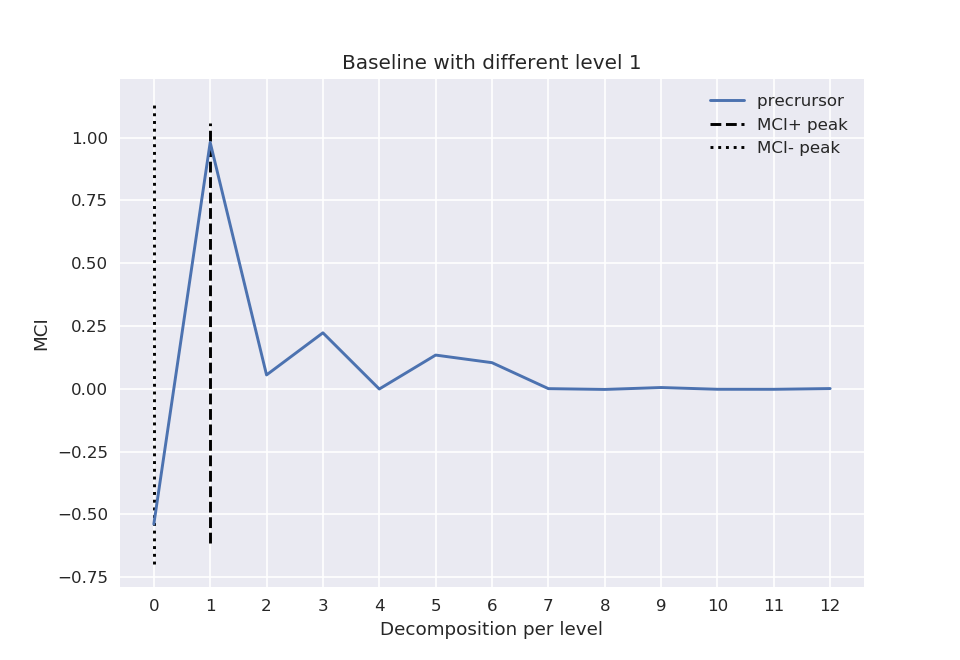 Baseline with different level 1
precrursor
MCI+ peak
MCI- peak
MCI
1.00
0.75
0.50
0.25
0.00
−0.25
−0.50
−0.75
0 1 2 3 4 5 6 7 8 9 10 11 12
Decomposition per level